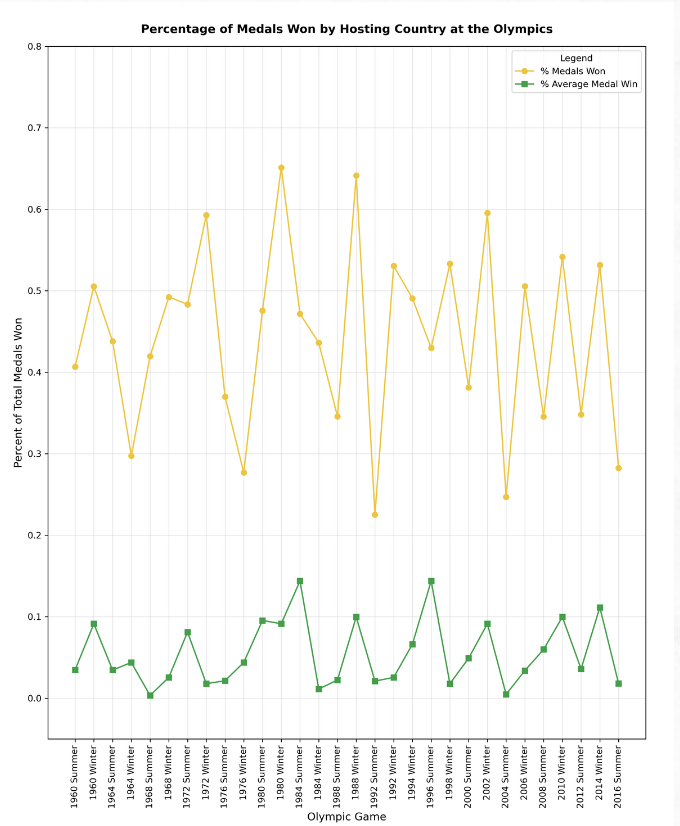 Percentage of Medals Won by Hosting Country at the Olympics
Legend
% Medals Won
% Average Medal Win
Percent of Total Medals Won
0.8
0.7
0.6
0.5
0.4
0.3
0.2
0.1
0.0
1960 Summer
1960 Winter
1964 Summer
1964 Winter
1968 Summer
1968 Winter
1972 Summer
1972 Winter
1976 Summer
1976 Winter
1980 Summer
1980 Winter
1984 Summer
1984 Winter
1988 Summer
1988 Winter
1992 Summer
1992 Winter
1994 Winter
1996 Summer
1998 Winter
2000 Summer
2002 Winter
2004 Summer
2006 Winter
2008 Summer
2010 Winter
2012 Summer
2014 Winter
2016 Summer
Olympic Game